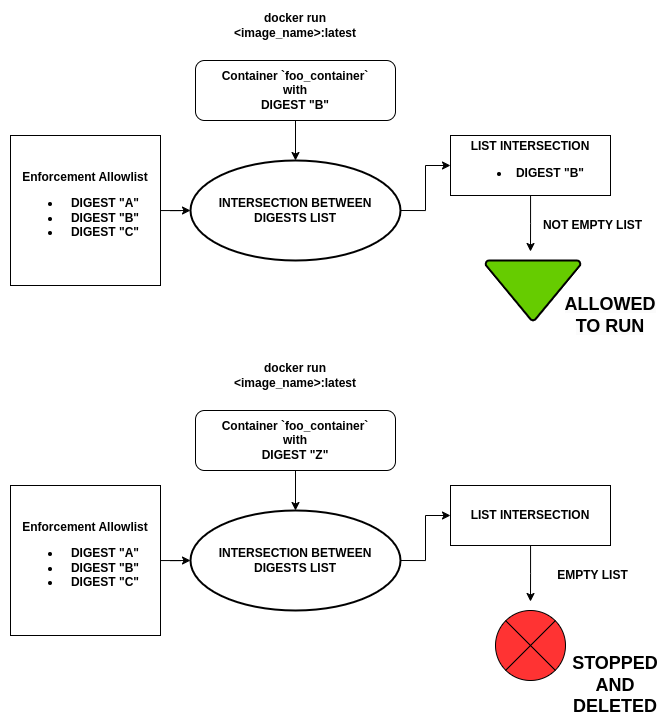 docker run
<image_name>:latest
Container `foo_container`
with
DIGEST "B"
Enforcement Allowlist
• DIGEST "A"
• DIGEST "B"
• DIGEST "C"
INTERSECTION BETWEEN
DIGESTS LIST
LIST INTERSECTION
• DIGEST "B"
NOT EMPTY LIST
ALLOWED
TO RUN
docker run
<image_name>:latest
Container `foo_container`
with
DIGEST "Z"
Enforcement Allowlist
• DIGEST "A"
• DIGEST "B"
• DIGEST "C"
INTERSECTION BETWEEN
DIGESTS LIST
LIST INTERSECTION
EMPTY LIST
STOPPED
AND
DELETED